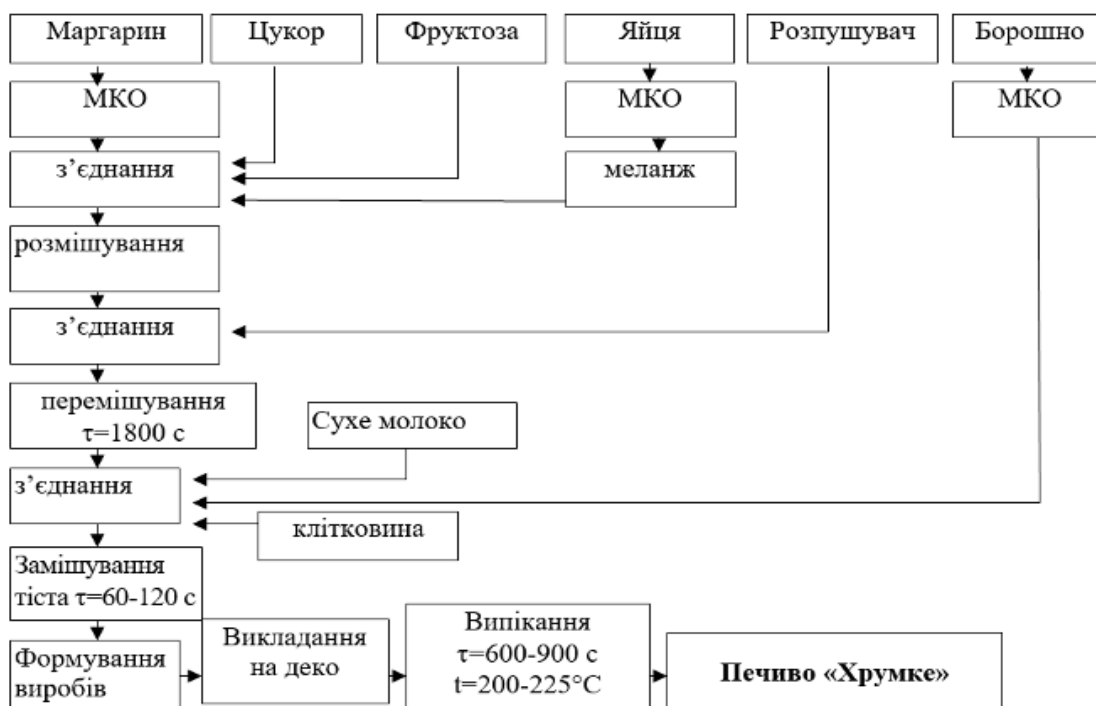 Маргарин
Цукор
Фруктоза
Яйця
Розпушувач
Борошно
МКО
МКО
МКО
з’єднання
меланж
розмішування
з’єднання
перемішування
τ=1800 с
Сухе молоко
з’єднання
клітковина
Замішування
тіста τ=60-120 с
Формування
виробів
Викладання
на деко
Випікання
τ=600-900 с
t=200-225°С
Печиво «Хрумке»